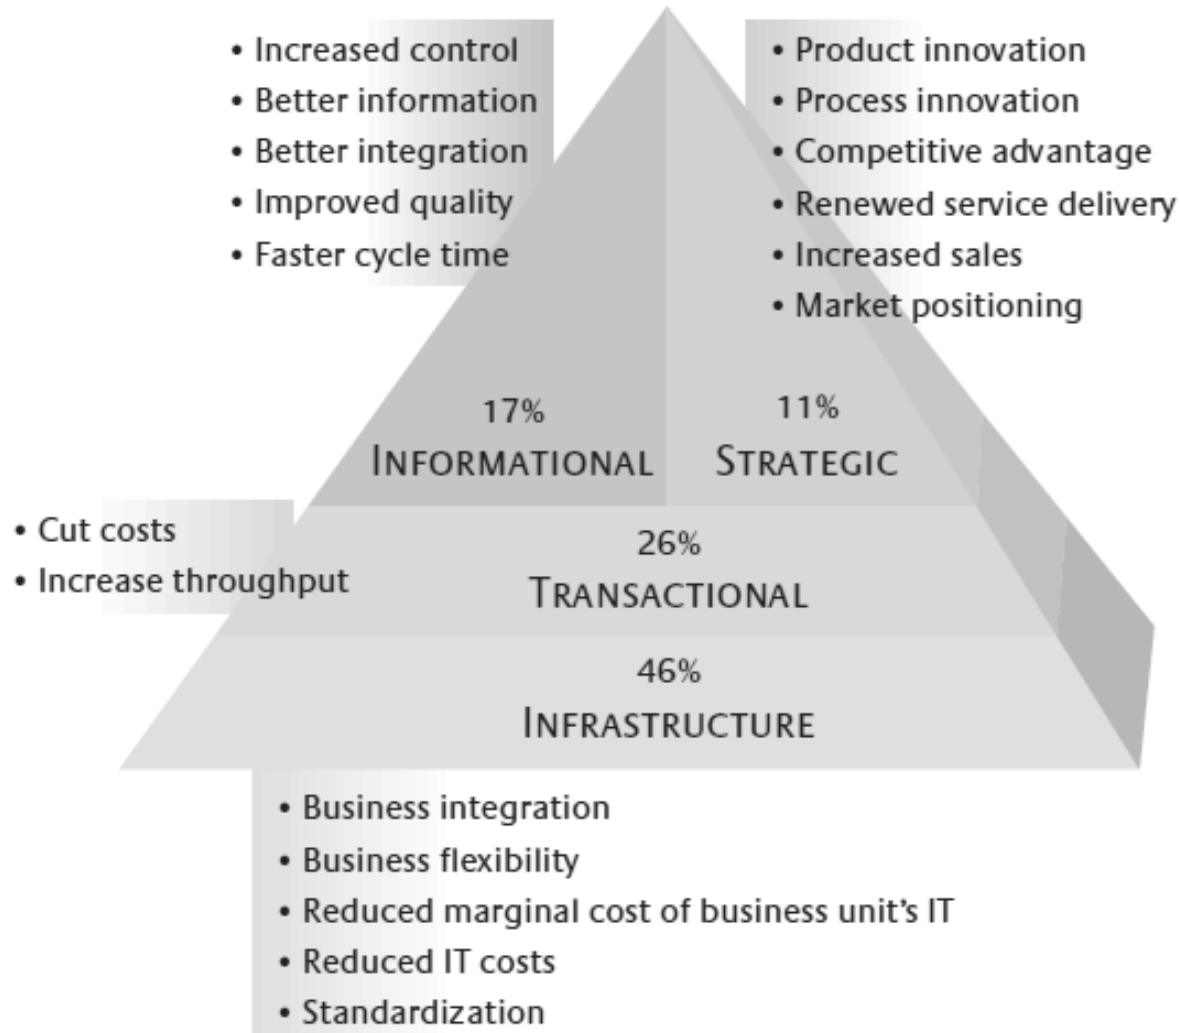 • Increased control
• Better information
• Better integration
• Improved quality
• Faster cycle time
• Product innovation
• Process innovation
• Competitive advantage
• Renewed service delivery
• Increased sales
• Market positioning
17%
INFORMATIONAL
11%
STRATEGIC
• Cut costs
• Increase throughput
26%
TRANSACTIONAL
46%
INFRASTRUCTURE
• Business integration
• Business flexibility
• Reduced marginal cost of business unit's IT
• Reduced IT costs
• Standardization